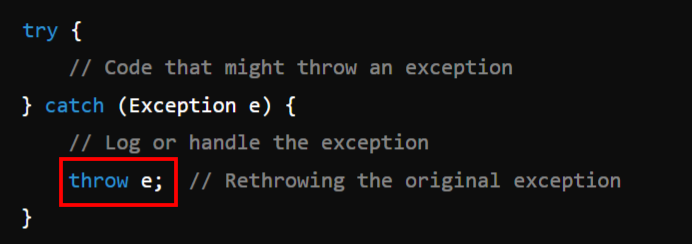 try {
// Code that might throw an exception
} catch (Exception e) {
// Log or handle the exception
throw e; // Rethrowing the original exception
}